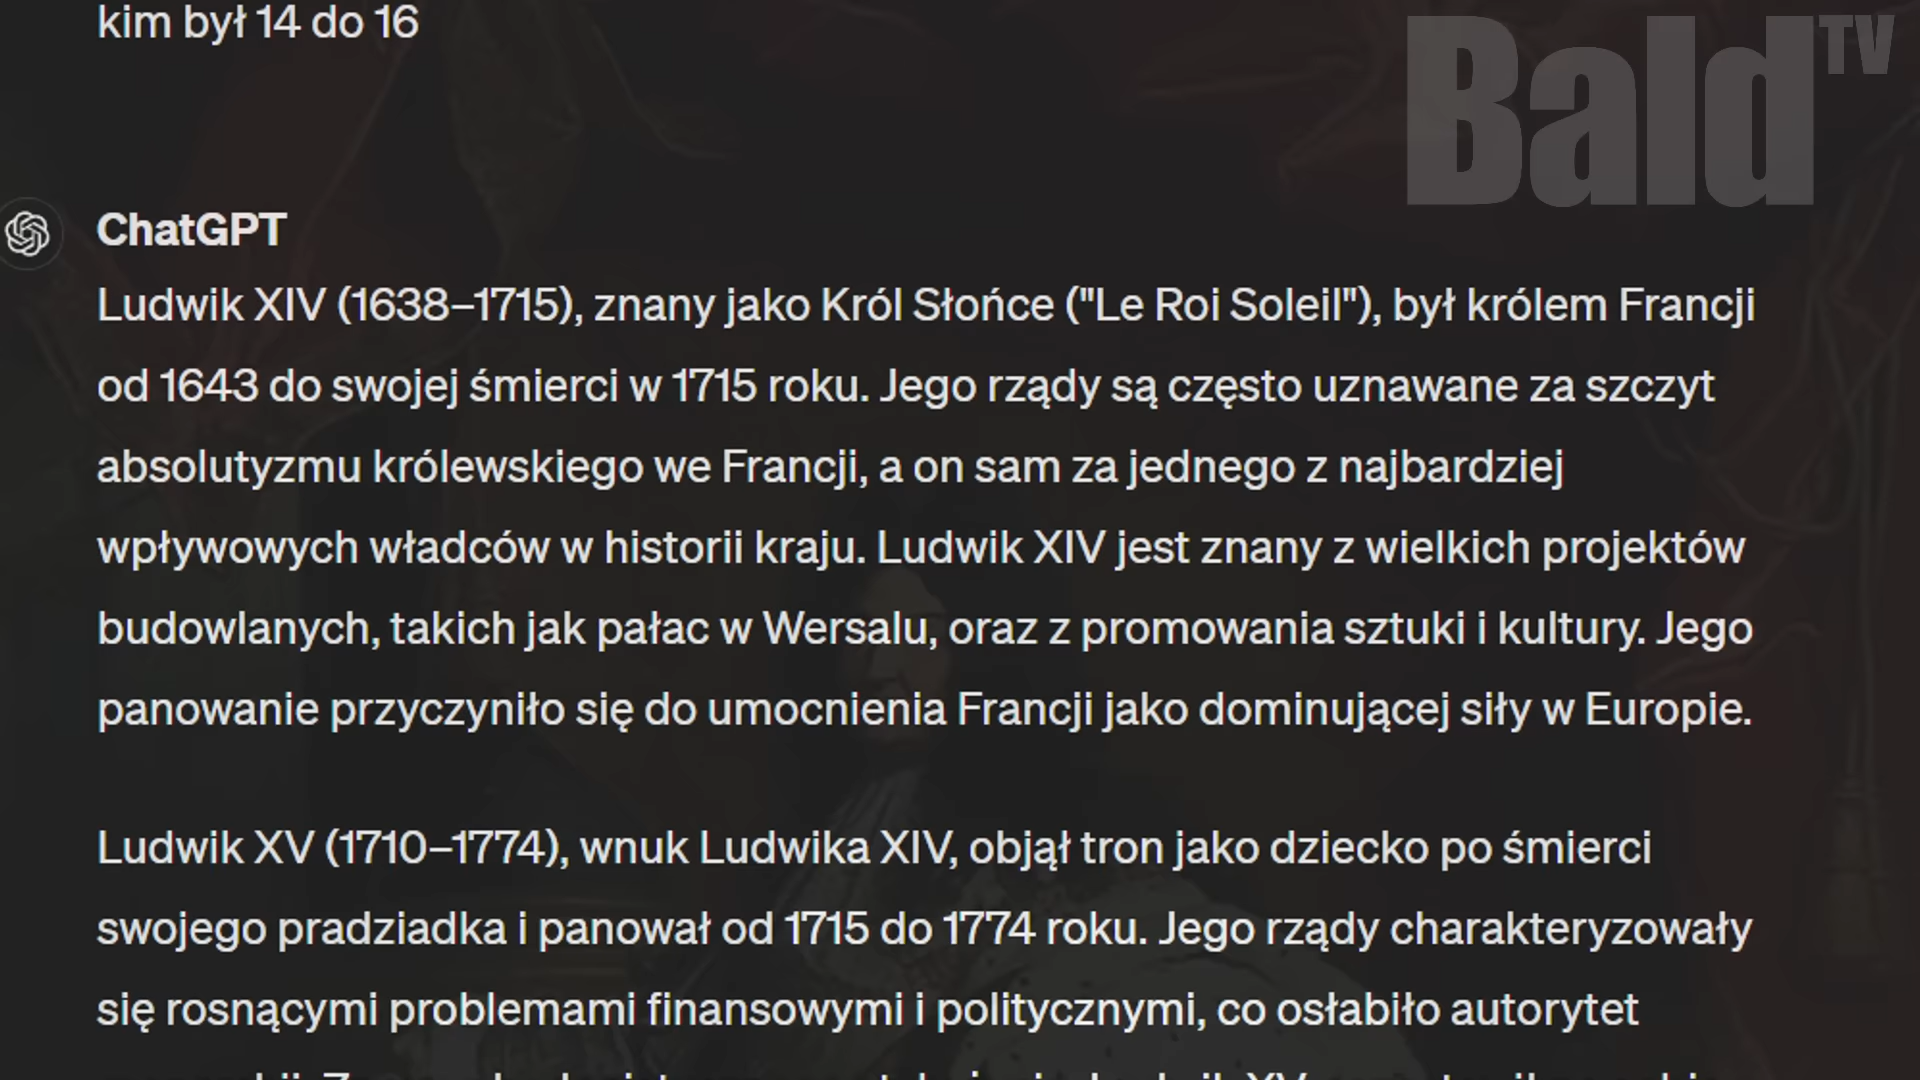 kim był 14 do 16
Bald TV
ChatGPT
Ludwik XIV (1638–1715), znany jako Król Słońce ("Le Roi Soleil"), był królem Francji
od 1643 do swojej śmierci w 1715 roku. Jego rządy są często uznawane za szczyt
absolutyzmu królewskiego we Francji, a on sam za jednego z najbardziej
wpływowych władców w historii kraju. Ludwik XIV jest znany z wielkich projektów
budowlanych, takich jak pałac w Wersalu, oraz z promowania sztuki i kultury. Jego
panowanie przyczyniło się do umocnienia Francji jako dominującej siły w Europie.
Ludwik XV (1710–1774), wnuk Ludwika XIV, objął tron jako dziecko po śmierci
swojego pradziadka i panował od 1715 do 1774 roku. Jego rządy charakteryzowały
się rosnącymi problemami finansowymi i politycznymi, co osłabiło autorytet